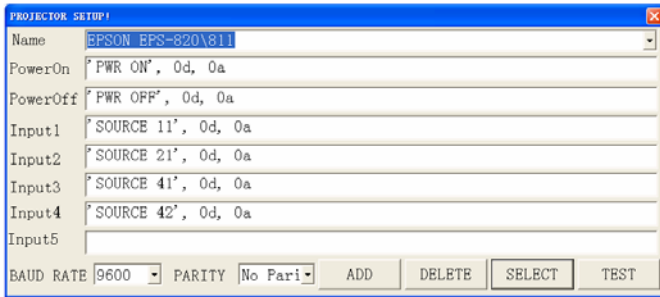 PROJECTOR SETUP!
Name EPSON EPS-820\811
PowerOn 'PWR ON', 0d, 0a
PowerOff 'PWR OFF', 0d, 0a
Input1 'SOURCE 11', 0d, 0a
Input2 'SOURCE 21', 0d, 0a
Input3 'SOURCE 41', 0d, 0a
Input4 'SOURCE 42', 0d, 0a
Input5
BAUD RATE 9600 PARITY No Pari ADD DELETE SELECT TEST